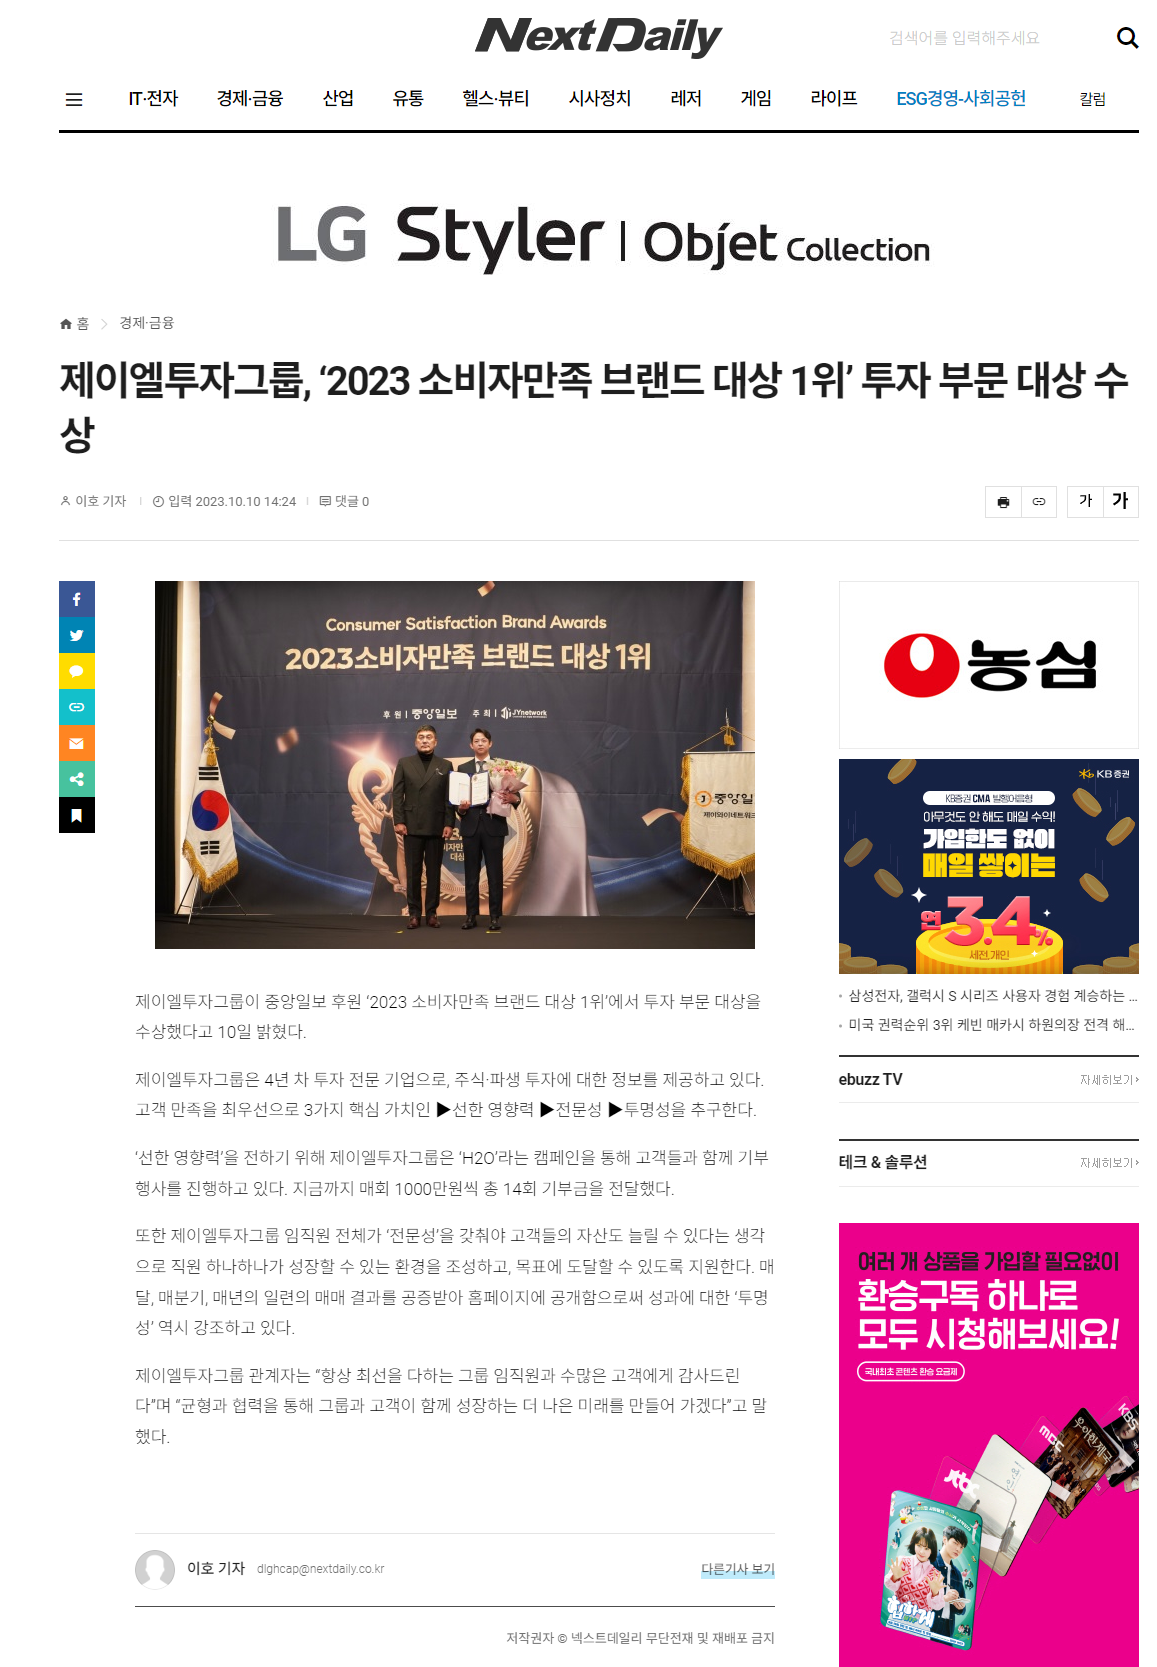 Next Daily
검색어를 입력해주세요
IT·전자 경제·금융 산업 유통 헬스·뷰티 시사정치 레저 게임 라이프 ESG경영-사회공헌 칼럼
LG Styler | Objet Collection
홈 > 경제·금융
제이엘투자그룹, ‘2023 소비자만족 브랜드 대상 1위’ 투자 부문 대상 수
상
이호 기자 입력 2023.10.10 14:24 댓글 0
가 가
Consumer Satisfaction Brand Awards
2023소비자만족 브랜드 대상 1위
후 원 | 중앙일보 주 최 | JYnetwork
중앙일
제이와이네트워크
제이엘투자그룹이 중앙일보 후원 ‘2023 소비자만족 브랜드 대상 1위’에서 투자 부문 대상을
수상했다고 10일 밝혔다.
제이엘투자그룹은 4년 차 투자 전문 기업으로, 주식·파생 투자에 대한 정보를 제공하고 있다.
고객 만족을 최우선으로 3가지 핵심 가치인 ▶선한 영향력 ▶전문성 ▶투명성을 추구한다.
‘선한 영향력’을 전하기 위해 제이엘투자그룹은 ‘H2O’라는 캠페인을 통해 고객들과 함께 기부
행사를 진행하고 있다. 지금까지 매회 1000만원씩 총 14회 기부금을 전달했다.
또한 제이엘투자그룹 임직원 전체가 ‘전문성’을 갖춰야 고객들의 자산도 늘릴 수 있다는 생각
으로 직원 하나하나가 성장할 수 있는 환경을 조성하고, 목표에 도달할 수 있도록 지원한다. 매
달, 매분기, 매년의 일련의 매매 결과를 공증받아 홈페이지에 공개함으로써 성과에 대한 ‘투명
성’ 역시 강조하고 있다.
제이엘투자그룹 관계자는 “항상 최선을 다하는 그룹 임직원과 수많은 고객에게 감사드린
다”며 “균형과 협력을 통해 그룹과 고객이 함께 성장하는 더 나은 미래를 만들어 가겠다”고 말
했다.
이호 기자 dlghcap@nextdaily.co.kr 다른기사 보기
저작권자 © 넥스트데일리 무단전재 및 재배포 금지
농심
KB증권
KB증권 CMA 발행어음형
아무것도 안 해도 매일 수익!
가입한도 없이
매일 쌓이는
연 3.4%
세전,개인
삼성전자, 갤럭시 S 시리즈 사용자 경험 계승하는 ...
미국 권력순위 3위 케빈 매카시 하원의장 전격 해...
ebuzz TV 자세히보기
테크 & 솔루션 자세히보기
여러 개 상품을 가입할 필요없이
환승구독 하나로
모두 시청해보세요!
국내최초 콘텐츠 환승 요금제
KBS
우아한제국
mbc
연인
jtbc
힙하게